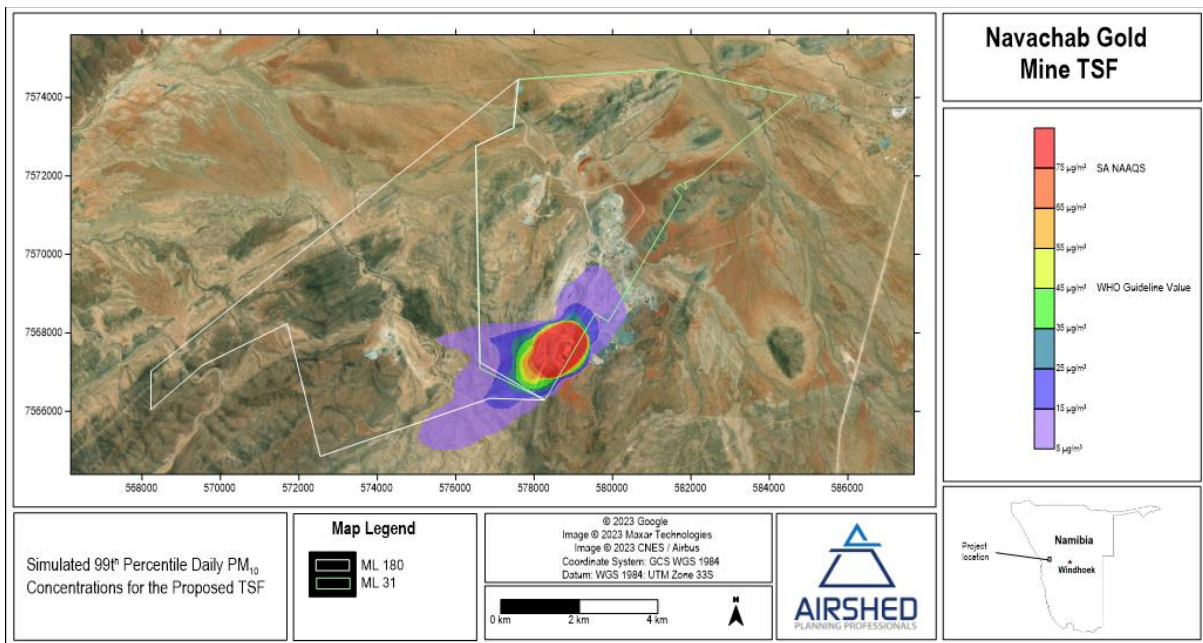 Navachab Gold
Mine TSF
7574000
7572000
7570000
7568000
7566000
568000
570000
572000
574000
576000
578000
580000
582000
584000
586000
75 µg/m³
SA NAAQS
65 µg/m³
55 µg/m³
45 µg/m³
WHO Guideline Value
35 µg/m³
25 µg/m³
15 µg/m³
5 µg/m³
Simulated 99tʰ Percentile Daily PM₁₀
Concentrations for the Proposed TSF
Map Legend
ML 180
ML 31
© 2023 Google
Image © 2023 Maxar Technologies
Image © 2023 CNES / Airbus
Coordinate System: GCS WGS 1984
Datum: WGS 1984: UTM Zone 33S
0 km
2 km
4 km
N
AIRSHED
PLANNING PROFESSIONALS
Project
location
Namibia
Windhoek